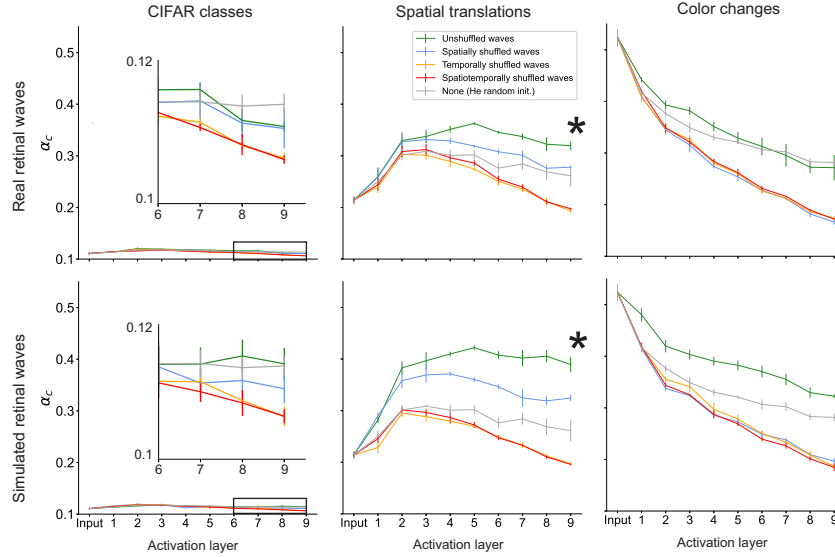 CIFAR classes
Spatial translations
Color changes
Real retinal waves
α_c
0.5
0.4
0.3
0.2
0.1
0.12
0.1
6 7 8 9
Unshuffled waves
Spatially shuffled waves
Temporally shuffled waves
Spatiotemporally shuffled waves
None (He random init.)
*
Simulated retinal waves
α_c
0.5
0.4
0.3
0.2
0.1
0.12
0.1
6 7 8 9
*
Input 1 2 3 4 5 6 7 8 9
Input 1 2 3 4 5 6 7 8 9
Input 1 2 3 4 5 6 7 8 9
Activation layer
Activation layer
Activation layer